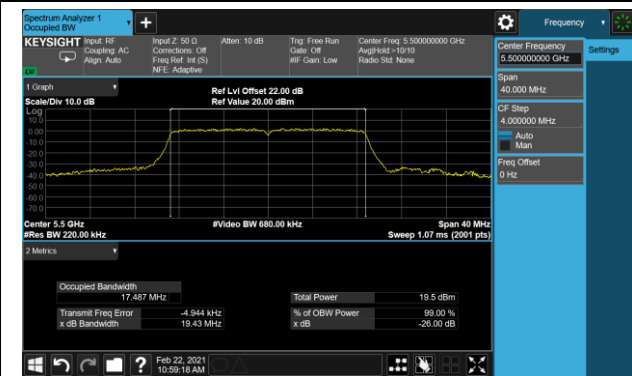 Spectrum Analyzer 1
Occupied BW
Frequency
KEYSIGHT
Input: RF
Coupling: AC
Align: Auto
Input Z: 50 Ω
Corrections: Off
Freq Ref: Int (S)
NFE: Adaptive
Atten: 10 dB
Trig: Free Run
Gate: Off
#IF Gain: Low
Center Freq: 5.500000000 GHz
Avg|Hold:>10/10
Radio Std: None
Center Frequency
5.500000000 GHz
Settings
Span
40.000 MHz
CF Step
4.000000 MHz
Auto
Man
Freq Offset
0 Hz
1 Graph
Scale/Div 10.0 dB
Ref Lvl Offset 22.00 dB
Ref Value 20.00 dBm
Log
10.0
0.00
-10.0
-20.0
-30.0
-40.0
-50.0
-60.0
-70.0
Center 5.5 GHz
#Res BW 220.00 kHz
#Video BW 680.00 kHz
Span 40 MHz
Sweep 1.07 ms (2001 pts)
2 Metrics
Occupied Bandwidth
17.487 MHz
Total Power 19.5 dBm
Transmit Freq Error -4.944 kHz
% of OBW Power 99.00 %
x dB Bandwidth 19.43 MHz
x dB -26.00 dB
?
Feb 22, 2021
10:59:18 AM